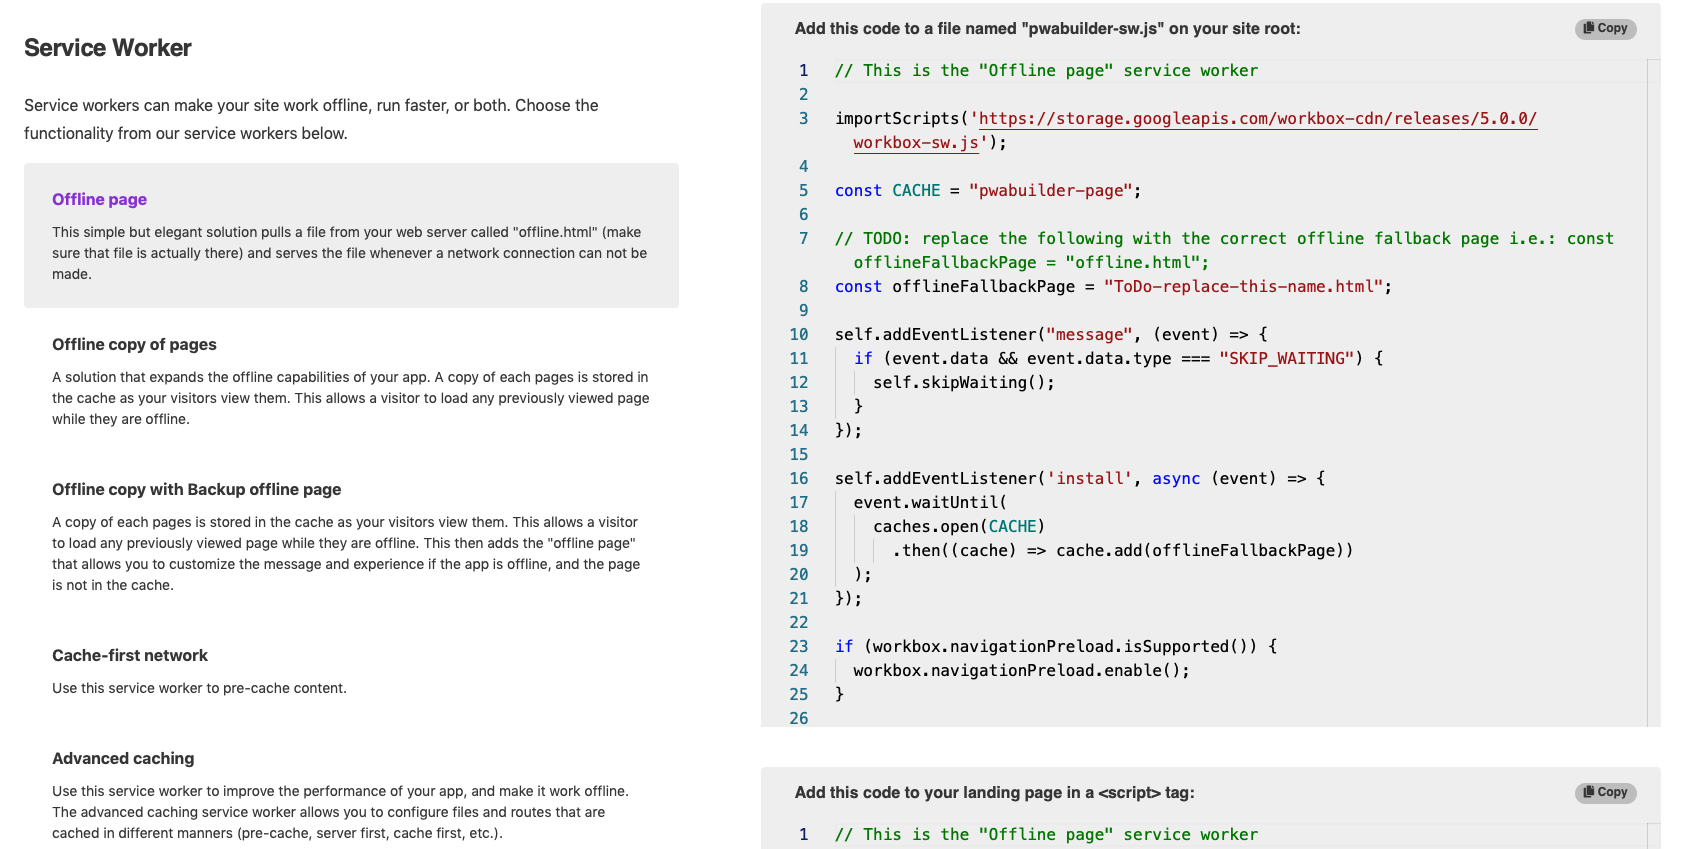 Service Worker
Service workers can make your site work offline, run faster, or both. Choose the
functionality from our service workers below.
Offline page
This simple but elegant solution pulls a file from your web server called "offline.html" (make
sure that file is actually there) and serves the file whenever a network connection can not be
made.
Offline copy of pages
A solution that expands the offline capabilities of your app. A copy of each pages is stored in
the cache as your visitors view them. This allows a visitor to load any previously viewed page
while they are offline.
Offline copy with Backup offline page
A copy of each pages is stored in the cache as your visitors view them. This allows a visitor
to load any previously viewed page while they are offline. This then adds the "offline page"
that allows you to customize the message and experience if the app is offline, and the page
is not in the cache.
Cache-first network
Use this service worker to pre-cache content.
Advanced caching
Use this service worker to improve the performance of your app, and make it work offline.
The advanced caching service worker allows you to configure files and routes that are
cached in different manners (pre-cache, server first, cache first, etc.).
Add this code to a file named "pwabuilder-sw.js" on your site root:
Copy
1 // This is the "Offline page" service worker
2
3 importScripts('https://storage.googleapis.com/workbox-cdn/releases/5.0.0/
workbox-sw.js');
4
5 const CACHE = "pwabuilder-page";
6
7 // TODO: replace the following with the correct offline fallback page i.e.: const
offlineFallbackPage = "offline.html";
8 const offlineFallbackPage = "ToDo-replace-this-name.html";
9
10 self.addEventListener("message", (event) => {
11 if (event.data && event.data.type === "SKIP_WAITING") {
12 self.skipWaiting();
13 }
14 });
15
16 self.addEventListener('install', async (event) => {
17 event.waitUntil(
18 caches.open(CACHE)
19 .then((cache) => cache.add(offlineFallbackPage))
20 );
21 });
22
23 if (workbox.navigationPreload.isSupported()) {
24 workbox.navigationPreload.enable();
25 }
26
Add this code to your landing page in a <script> tag:
Copy
1 // This is the "Offline page" service worker